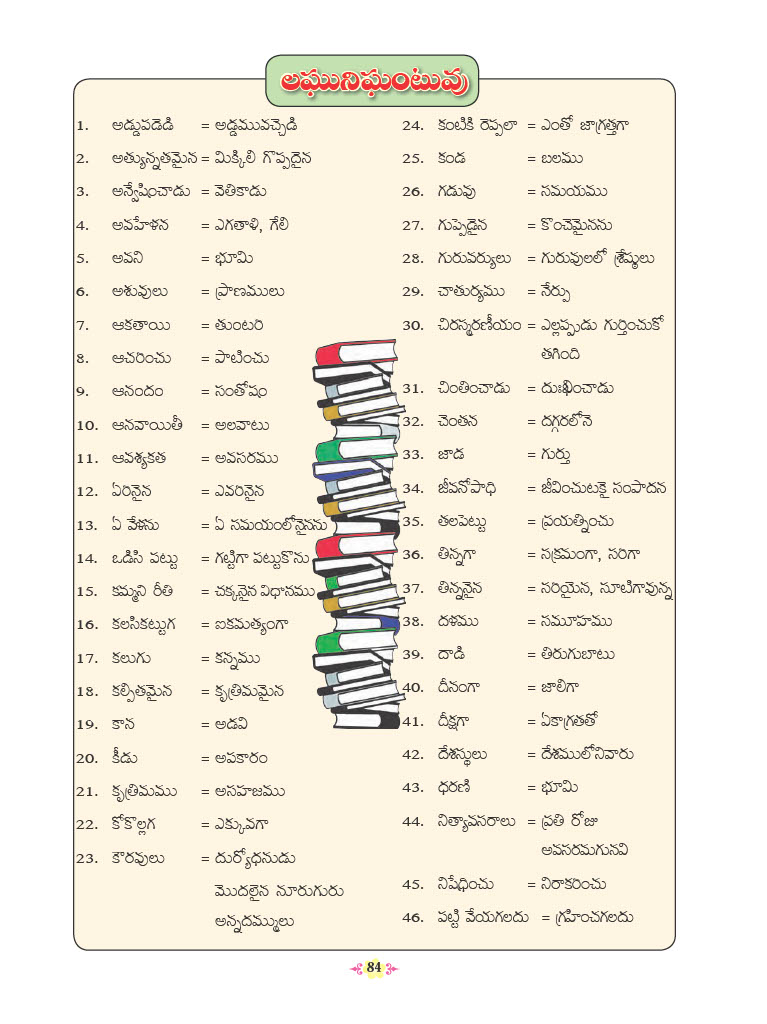 లఘునిఘంటువు
1. అడ్డుపడెడి = అడ్డమువచ్చెడి
2. అత్యున్నతమైన = మిక్కిలి గొప్పదైన
3. అన్వేషించాడు = వెతికాడు
4. అవహేళన = ఎగతాళి, గేలి
5. అవని = భూమి
6. అశువులు = ప్రాణములు
7. ఆకతాయి = తుంటరి
8. ఆచరించు = పాటించు
9. ఆనందం = సంతోషం
10. ఆనవాయితీ = అలవాటు
11. ఆవశ్యకత = అవసరము
12. ఏరినైన = ఎవరినైన
13. ఏ వేళను = ఏ సమయంలోనైనను
14. ఒడిసి పట్టు = గట్టిగా పట్టుకొను
15. కమ్మని రీతి = చక్కనైన విధానము
16. కలసికట్టుగ = ఐకమత్యంగా
17. కలుగు = కన్నము
18. కల్పితమైన = కృత్రిమమైన
19. కాన = అడవి
20. కీడు = అపకారం
21. కృత్రిమము = అసహజము
22. కోకొల్లగ = ఎక్కువగా
23. కౌరవులు = దుర్యోధనుడు
మొదలైన నూరుగురు
అన్నదమ్ములు
24. కంటికి రెప్పలా = ఎంతో జాగ్రత్తగా
25. కండ = బలము
26. గడువు = సమయము
27. గుప్పెడైన = కొంచెమైనను
28. గురువర్యులు = గురువులలో శ్రేష్ఠులు
29. చాతుర్యము = నేర్పు
30. చిరస్మరణీయం = ఎల్లప్పుడు గుర్తించుకో
తగింది
31. చింతించాడు = దుఃఖించాడు
32. చెంతన = దగ్గరలోనె
33. జాడ = గుర్తు
34. జీవనోపాధి = జీవించుటకై సంపాదన
35. తలపెట్టు = ప్రయత్నించు
36. తిన్నగా = సక్రమంగా, సరిగా
37. తిన్ననైన = సరియైన, సూటిగావున్న
38. దళము = సమూహము
39. దాడి = తిరుగుబాటు
40. దీనంగా = జాలిగా
41. దీక్షగా = ఏకాగ్రతతో
42. దేశస్థులు = దేశములోనివారు
43. ధరణి = భూమి
44. నిత్యావసరాలు = ప్రతి రోజు
అవసరమగునవి
45. నిషేధించు = నిరాకరించు
46. పట్టి వేయగలదు = గ్రహించగలదు
84